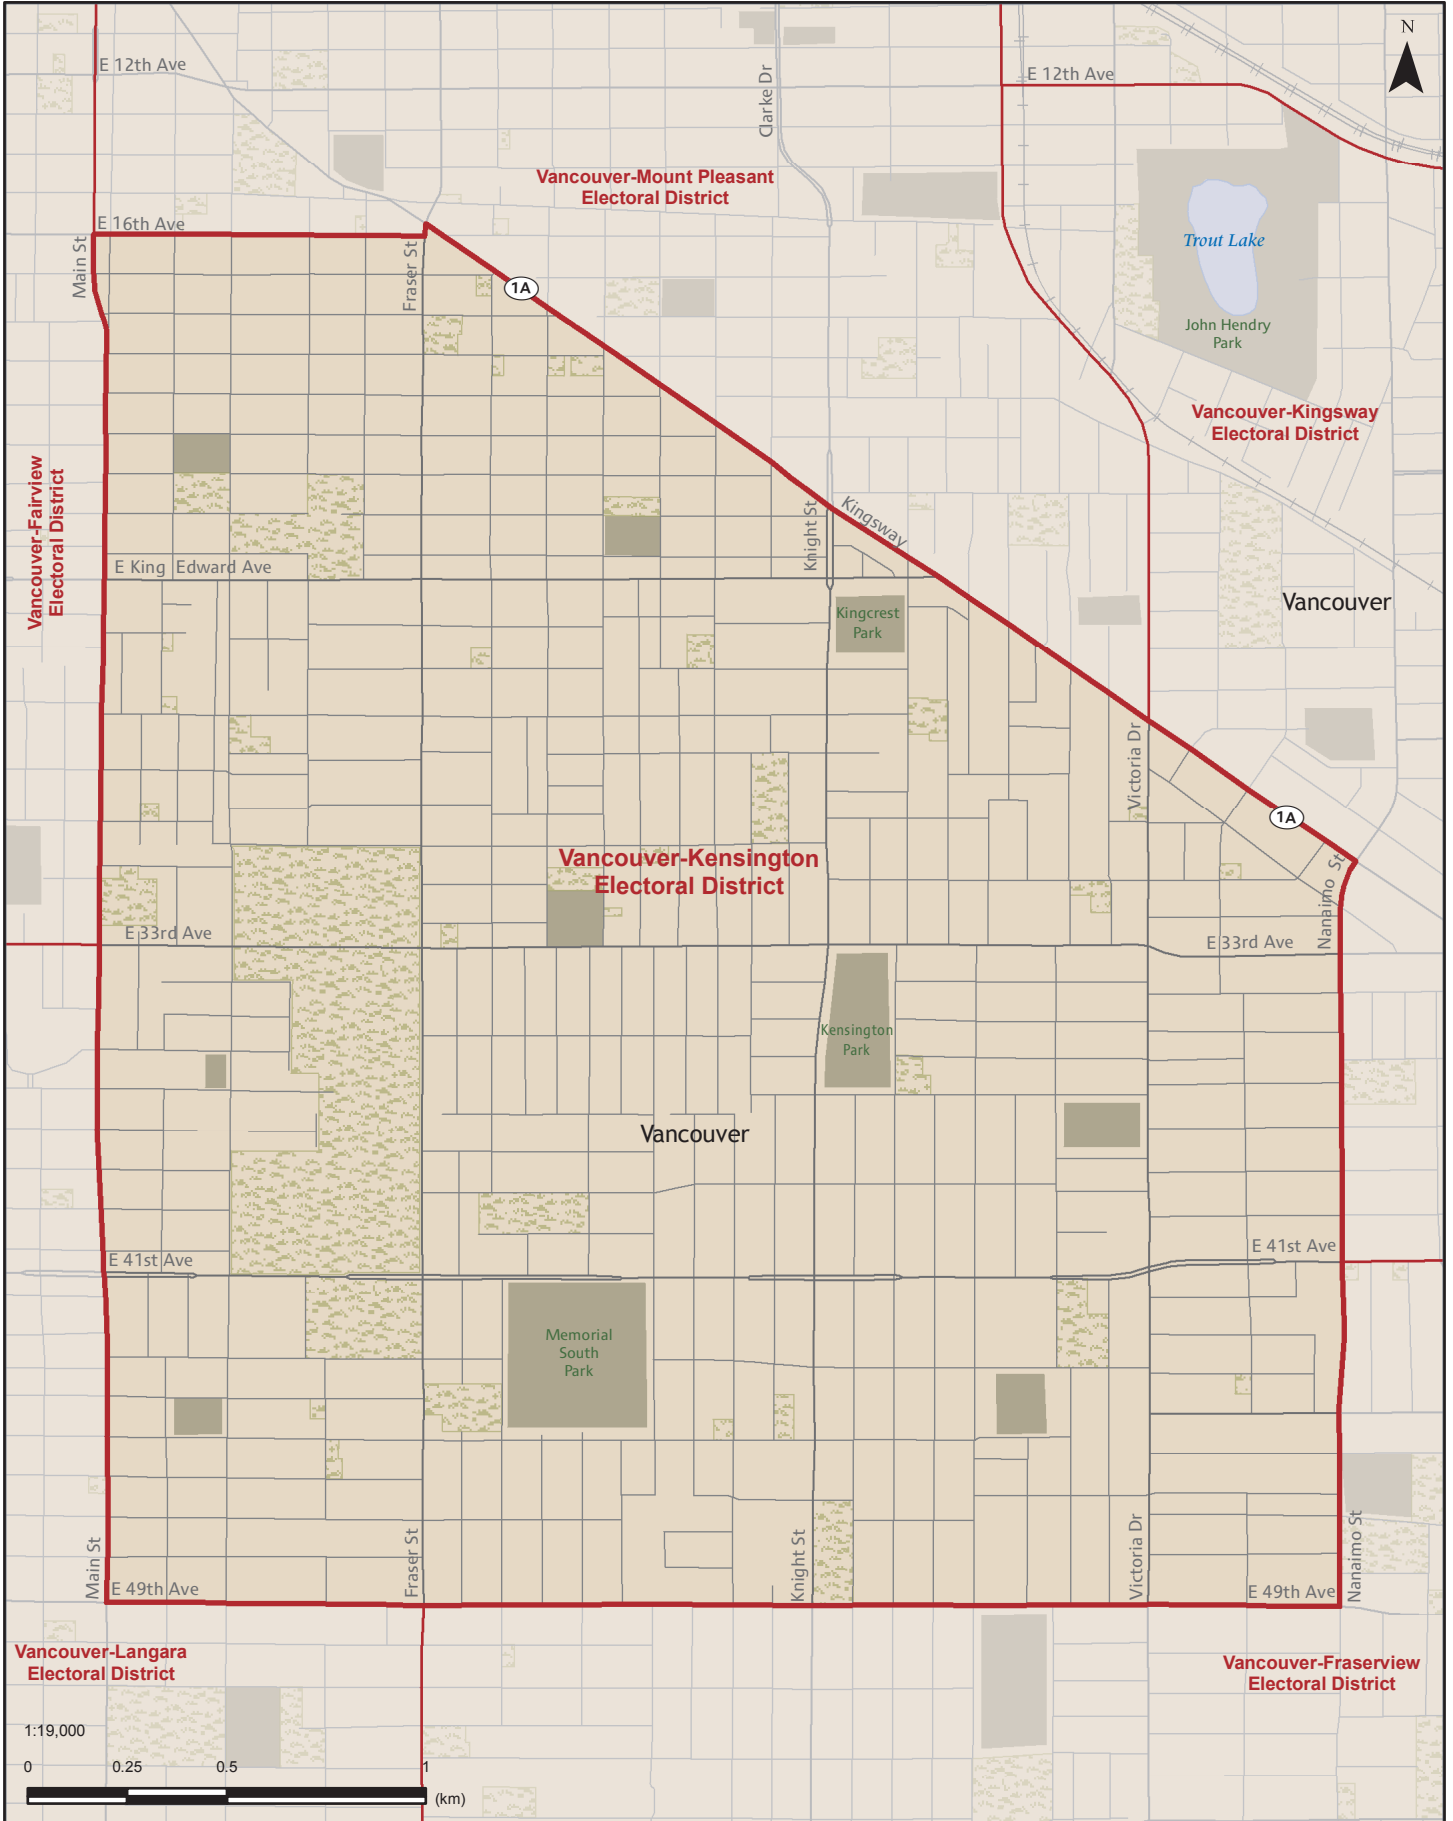 N
E 12th Ave
E 12th Ave
Clarke Dr
Vancouver-Mount Pleasant
Electoral District
E 16th Ave
Main St
Fraser St
1A
Trout Lake
John Hendry
Park
Vancouver-Kingsway
Electoral District
Vancouver-Fairview
Electoral District
Knight St
Kingsway
E King Edward Ave
Kingcrest
Park
Vancouver
Victoria Dr
1A
Vancouver-Kensington
Electoral District
Nanaimo St
E 33rd Ave
E 33rd Ave
Kensington
Park
Vancouver
E 41st Ave
E 41st Ave
Memorial
South
Park
Main St
Fraser St
Knight St
Victoria Dr
Nanaimo St
E 49th Ave
E 49th Ave
Vancouver-Langara
Electoral District
Vancouver-Fraserview
Electoral District
1:19,000
0 0.25 0.5 1
(km)